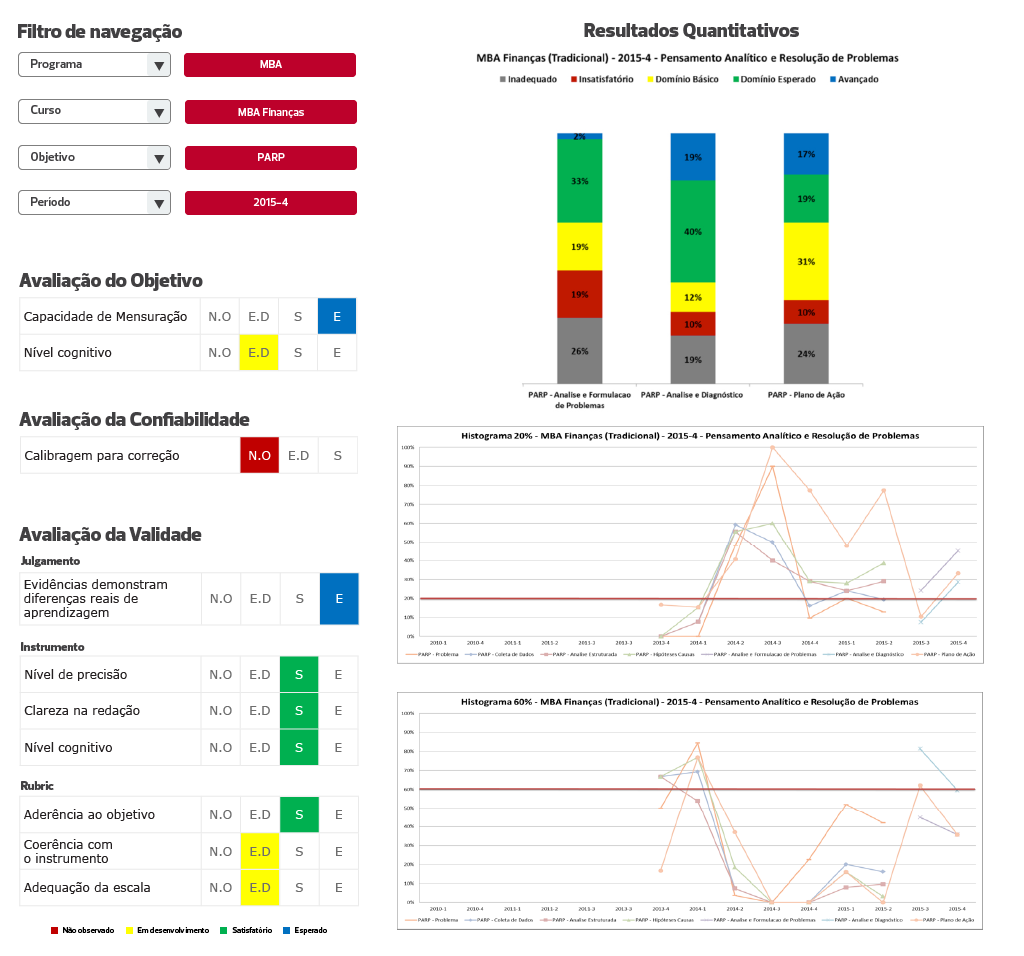 Filtro de navegação
Programa
MBA
Curso
MBA Finanças
Objetivo
PARP
Periodo
2015-4
Avaliação do Objetivo
Capacidade de Mensuração N.O E.D S E
Nível cognitivo N.O E.D S E
Avaliação da Confiabilidade
Calibragem para correção N.O E.D S
Avaliação da Validade
Julgamento
Evidências demonstram
diferenças reais de
aprendizagem
N.O E.D S E
Instrumento
Nível de precisão N.O E.D S E
Clareza na redação N.O E.D S E
Nível cognitivo N.O E.D S E
Rubric
Aderência ao objetivo N.O E.D S E
Coerência com
o instrumento
N.O E.D S E
Adequação da escala N.O E.D S E
Não observado Em desenvolvimento Satisfatório Esperado
Resultados Quantitativos
MBA Finanças (Tradicional) - 2015-4 - Pensamento Analítico e Resolução de Problemas
Inadequado Insatisfatório Domínio Básico Domínio Esperado Avançado
2%
33%
19%
19%
26%
19%
40%
12%
10%
19%
17%
19%
31%
10%
24%
PARP - Analise e Formulacao
de Problemas
PARP - Analise e Diagnóstico
PARP - Plano de Ação
Histograma 20% - MBA Finanças (Tradicional) - 2015-4 - Pensamento Analítico e Resolução de Problemas
100%
90%
80%
70%
60%
50%
40%
30%
20%
10%
0%
2010-1 2010-4 2011-1 2011-2 2013-1 2013-3 2013-4 2014-1 2014-2 2014-3 2014-4 2015-1 2015-2 2015-3 2015-4
PARP - Problema PARP - Coleta de Dados PARP - Analise Estruturada PARP - Hipóteses Causas PARP - Analise e Formulacao de Problemas PARP - Analise e Diagnóstico PARP - Plano de Ação
Histograma 60% - MBA Finanças (Tradicional) - 2015-4 - Pensamento Analítico e Resolução de Problemas
100%
90%
80%
70%
60%
50%
40%
30%
20%
10%
0%
2010-1 2010-4 2011-1 2011-2 2013-1 2013-3 2013-4 2014-1 2014-2 2014-3 2014-4 2015-1 2015-2 2015-3 2015-4
PARP - Problema PARP - Coleta de Dados PARP - Analise Estruturada PARP - Hipóteses Causas PARP - Analise e Formulacao de Problemas PARP - Analise e Diagnóstico PARP - Plano de Ação